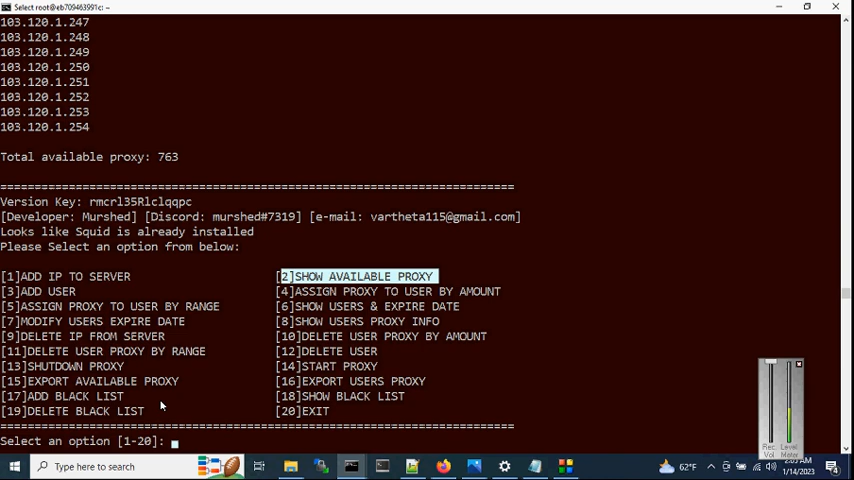 Select root@eb709463991c: ~
103.120.1.247
103.120.1.248
103.120.1.249
103.120.1.250
103.120.1.251
103.120.1.252
103.120.1.253
103.120.1.254
Total available proxy: 763
==========================================================================
Version Key: rmcrl35Rlclqqpc
[Developer: Murshed] [Discord: murshed#7319] [e-mail: vartheta115@gmail.com]
Looks like Squid is already installed
Please Select an option from below:
[1]ADD IP TO SERVER [2]SHOW AVAILABLE PROXY
[3]ADD USER [4]ASSIGN PROXY TO USER BY AMOUNT
[5]ASSIGN PROXY TO USER BY RANGE [6]SHOW USERS & EXPIRE DATE
[7]MODIFY USERS EXPIRE DATE [8]SHOW USERS PROXY INFO
[9]DELETE IP FROM SERVER [10]DELETE USER PROXY BY AMOUNT
[11]DELETE USER PROXY BY RANGE [12]DELETE USER
[13]SHUTDOWN PROXY [14]START PROXY
[15]EXPORT AVAILABLE PROXY [16]EXPORT USERS PROXY
[17]ADD BLACK LIST [18]SHOW BLACK LIST
[19]DELETE BLACK LIST [20]EXIT
==========================================================================
Select an option [1-20]:
Rec. Level
Vol Meter
Type here to search
62°F
2:05 AM
1/14/2023
4